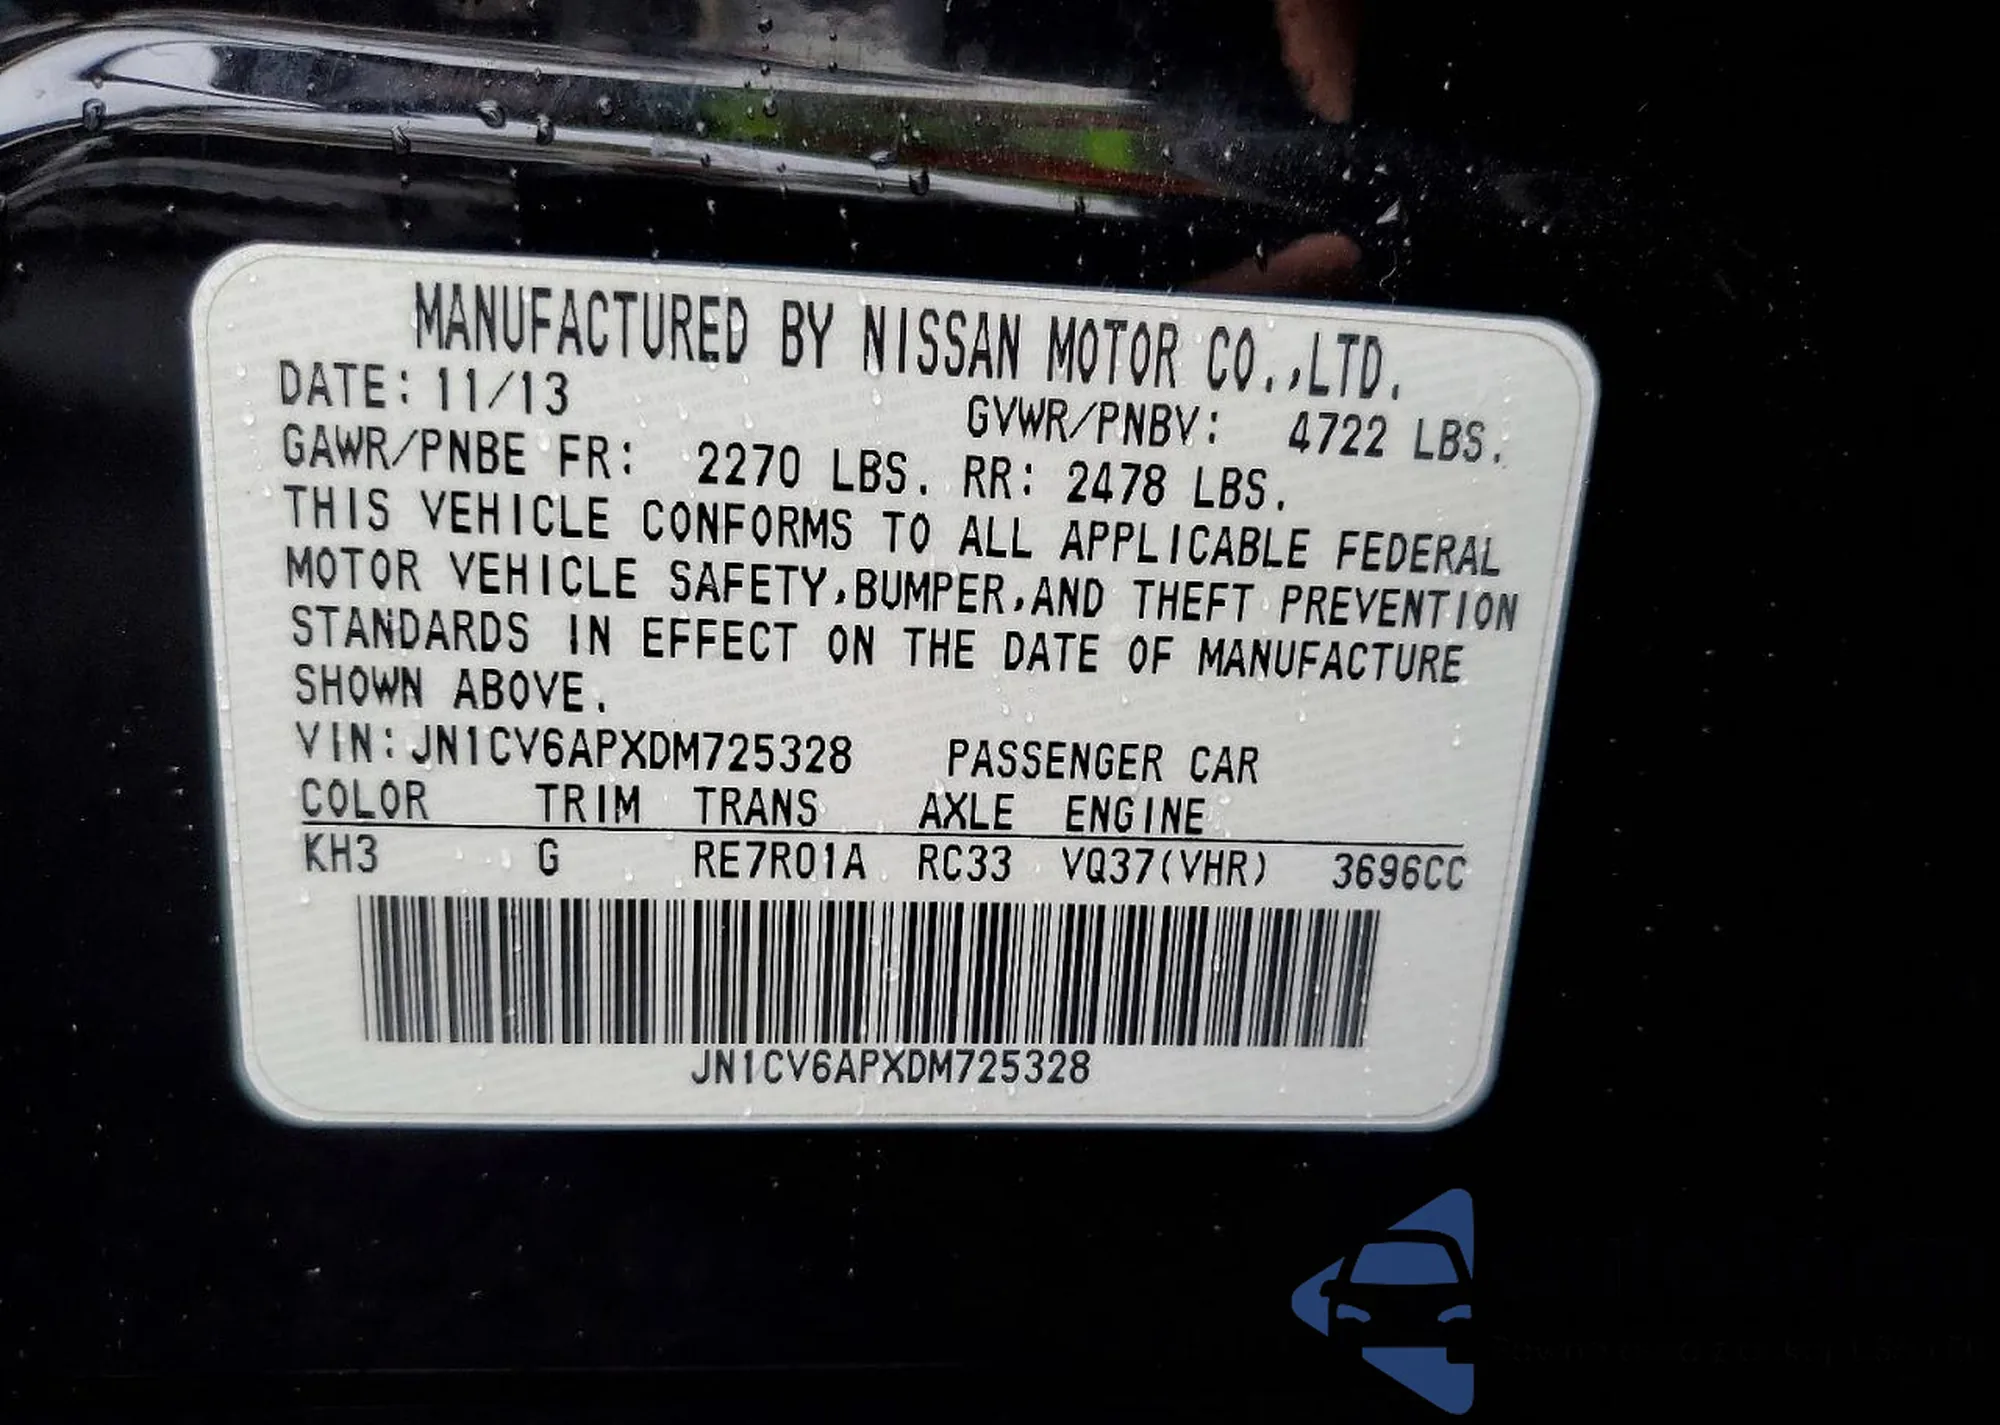 MANUFACTURED BY NISSAN MOTOR CO.,LTD.
DATE: 11/13 GVWR/PNBV: 4722 LBS.
GAWR/PNBE FR: 2270 LBS. RR: 2478 LBS.
THIS VEHICLE CONFORMS TO ALL APPLICABLE FEDERAL
MOTOR VEHICLE SAFETY,BUMPER,AND THEFT PREVENTION
STANDARDS IN EFFECT ON THE DATE OF MANUFACTURE
SHOWN ABOVE.
VIN:JN1CV6APXDM725328 PASSENGER CAR
COLOR TRIM TRANS AXLE ENGINE
KH3 G RE7R01A RC33 VQ37(VHR) 3696CC
JN1CV6APXDM725328